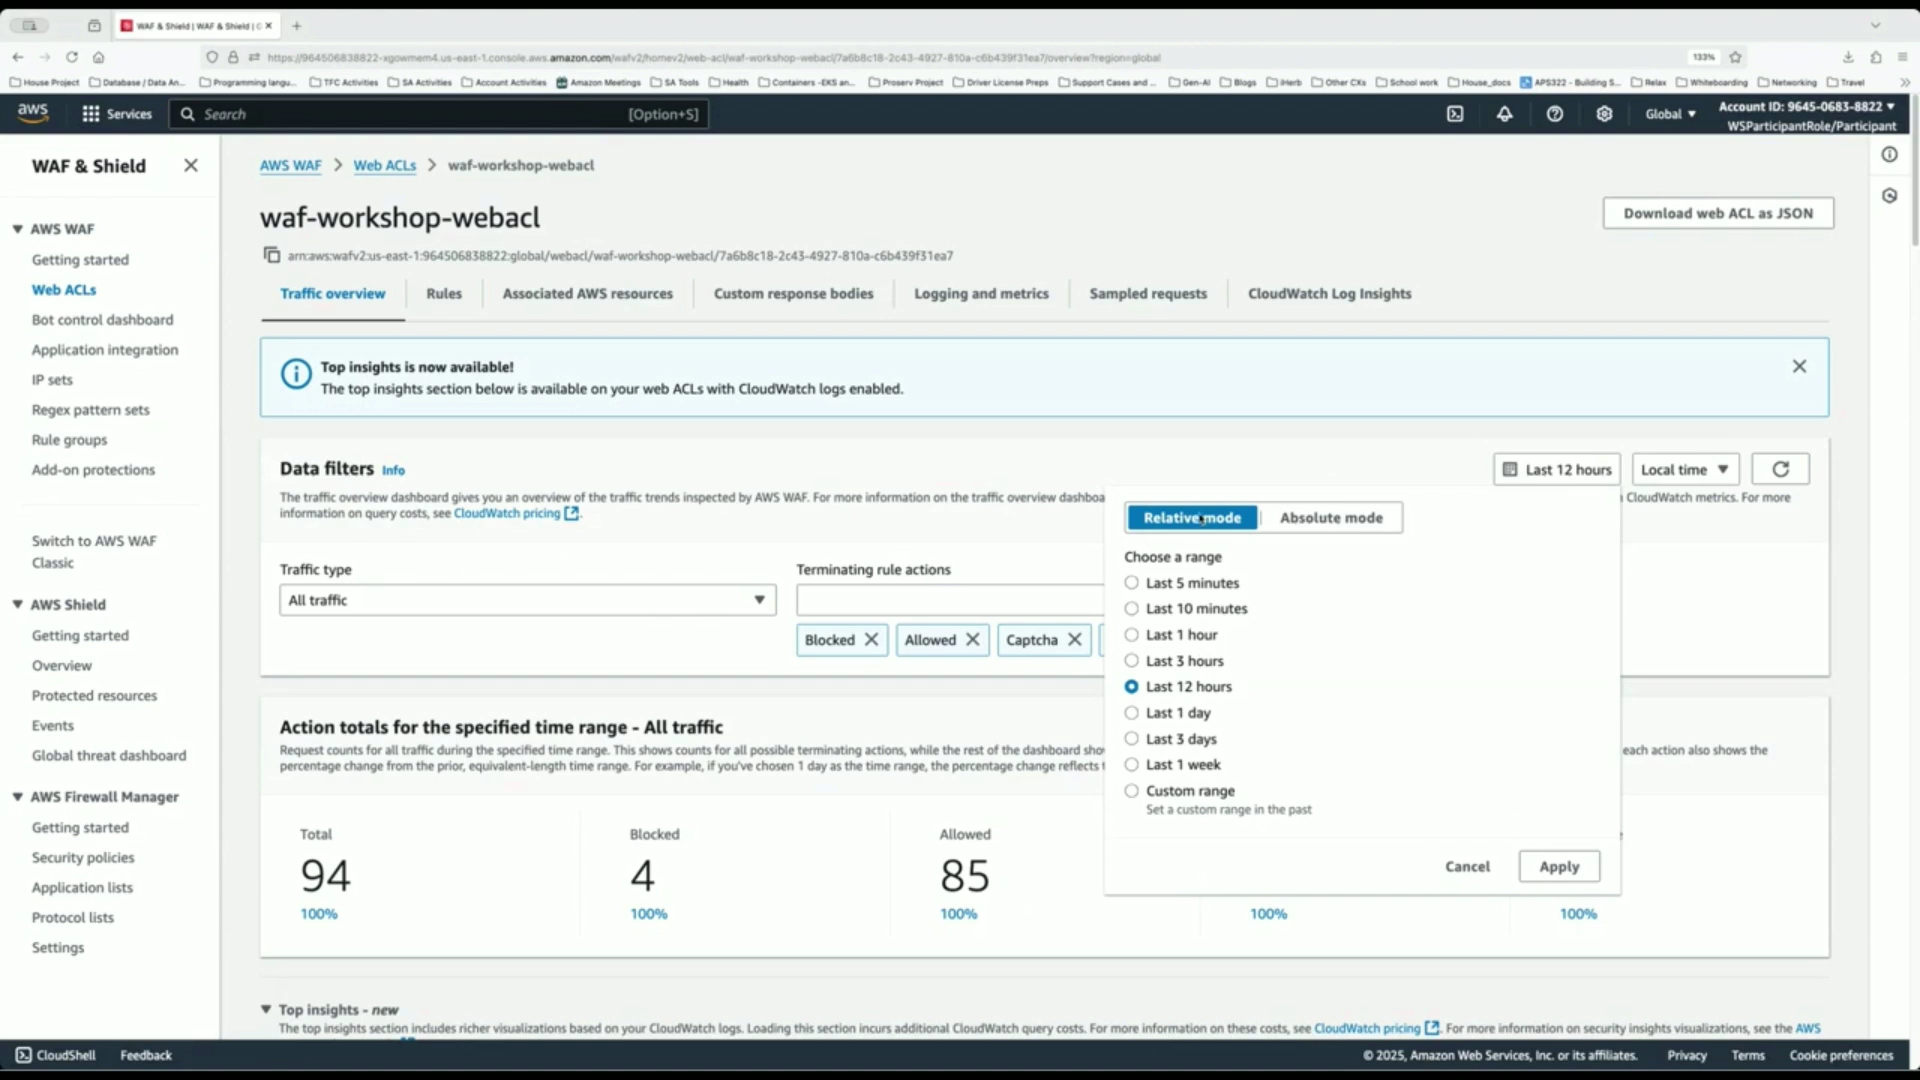 WAF & Shield | WAF & Shield | G
https://964506838822-xgowmem4.us-east-1.console.aws.amazon.com/wafv2/homev2/web-acl/waf-workshop-webacl/7a6b8c18-2c43-4927-810a-c6b439f31ea7/overview?region=global
133%
House Project
Database / Data An...
Programming langu...
TFC Activities
SA Activities
Account Activities
Amazon Meetings
SA Tools
Health
Containers -EKS an...
Proserv Project
Driver License Preps
Support Cases and ...
Gen-AI
Blogs
iHerb
Other CXs
School work
House_docs
APS322 - Building S...
Relax
Whiteboarding
Networking
Travel
aws
Services
Search
[Option+S]
Global
Account ID: 9645-0683-8822
WSParticipantRole/Participant
WAF & Shield
AWS WAF
Getting started
Web ACLs
Bot control dashboard
Application integration
IP sets
Regex pattern sets
Rule groups
Add-on protections
Switch to AWS WAF
Classic
AWS Shield
Getting started
Overview
Protected resources
Events
Global threat dashboard
AWS Firewall Manager
Getting started
Security policies
Application lists
Protocol lists
Settings
AWS WAF > Web ACLs > waf-workshop-webacl
waf-workshop-webacl
Download web ACL as JSON
arn:aws:wafv2:us-east-1:964506838822:global/webacl/waf-workshop-webacl/7a6b8c18-2c43-4927-810a-c6b439f31ea7
Traffic overview
Rules
Associated AWS resources
Custom response bodies
Logging and metrics
Sampled requests
CloudWatch Log Insights
Top insights is now available!
The top insights section below is available on your web ACLs with CloudWatch logs enabled.
Data filters Info
Last 12 hours
Local time
The traffic overview dashboard gives you an overview of the traffic trends inspected by AWS WAF. For more information on the traffic overview dashboa
CloudWatch metrics. For more
information on query costs, see CloudWatch pricing
Traffic type
All traffic
Terminating rule actions
Blocked
Allowed
Captcha
Relative mode
Absolute mode
Choose a range
Last 5 minutes
Last 10 minutes
Last 1 hour
Last 3 hours
Last 12 hours
Last 1 day
Last 3 days
Last 1 week
Custom range
Set a custom range in the past
Cancel
Apply
Action totals for the specified time range - All traffic
Request counts for all traffic during the specified time range. This shows counts for all possible terminating actions, while the rest of the dashboard sho
each action also shows the
percentage change from the prior, equivalent-length time range. For example, if you've chosen 1 day as the time range, the percentage change reflects t
Total
94
100%
Blocked
4
100%
Allowed
85
100%
100%
100%
Top insights - new
The top insights section includes richer visualizations based on your CloudWatch logs. Loading this section incurs additional CloudWatch query costs. For more information on these costs, see CloudWatch pricing. For more information on security insights visualizations, see the AWS
CloudShell
Feedback
© 2025, Amazon Web Services, Inc. or its affiliates.
Privacy
Terms
Cookie preferences